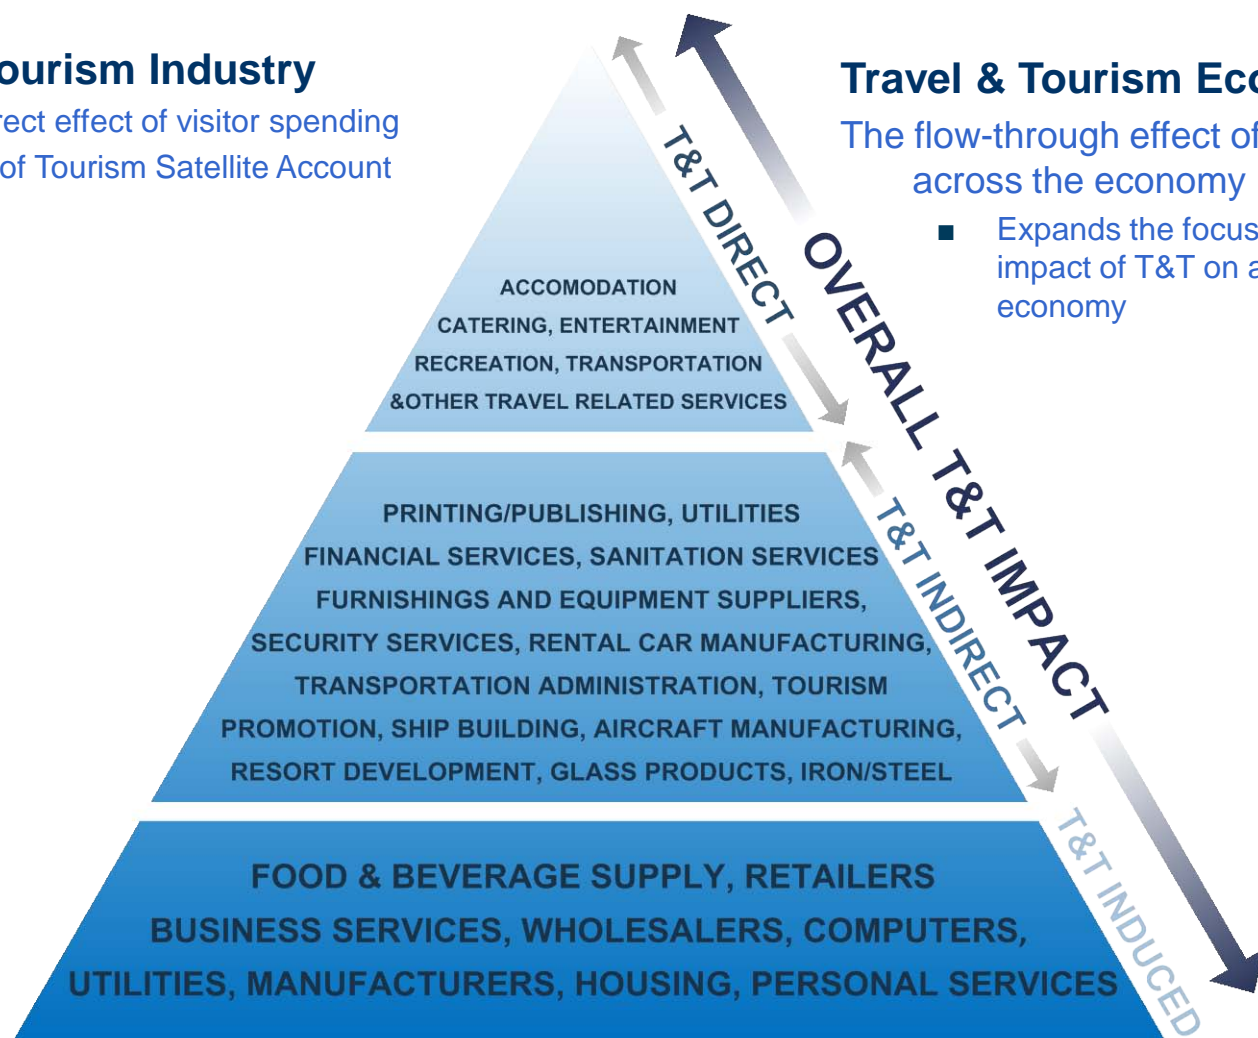 ourism Industry
rect effect of visitor spending
of Tourism Satellite Account
Travel & Tourism Eco
The flow-through effect of
across the economy
■ Expands the focus
impact of T&T on a
economy
T&T DIRECT
OVERALL T&T IMPACT
ACCOMODATION
CATERING, ENTERTAINMENT
RECREATION, TRANSPORTATION
&OTHER TRAVEL RELATED SERVICES
T&T INDIRECT
PRINTING/PUBLISHING, UTILITIES
FINANCIAL SERVICES, SANITATION SERVICES
FURNISHINGS AND EQUIPMENT SUPPLIERS,
SECURITY SERVICES, RENTAL CAR MANUFACTURING,
TRANSPORTATION ADMINISTRATION, TOURISM
PROMOTION, SHIP BUILDING, AIRCRAFT MANUFACTURING,
RESORT DEVELOPMENT, GLASS PRODUCTS, IRON/STEEL
T&T INDUCED
FOOD & BEVERAGE SUPPLY, RETAILERS
BUSINESS SERVICES, WHOLESALERS, COMPUTERS,
UTILITIES, MANUFACTURERS, HOUSING, PERSONAL SERVICES